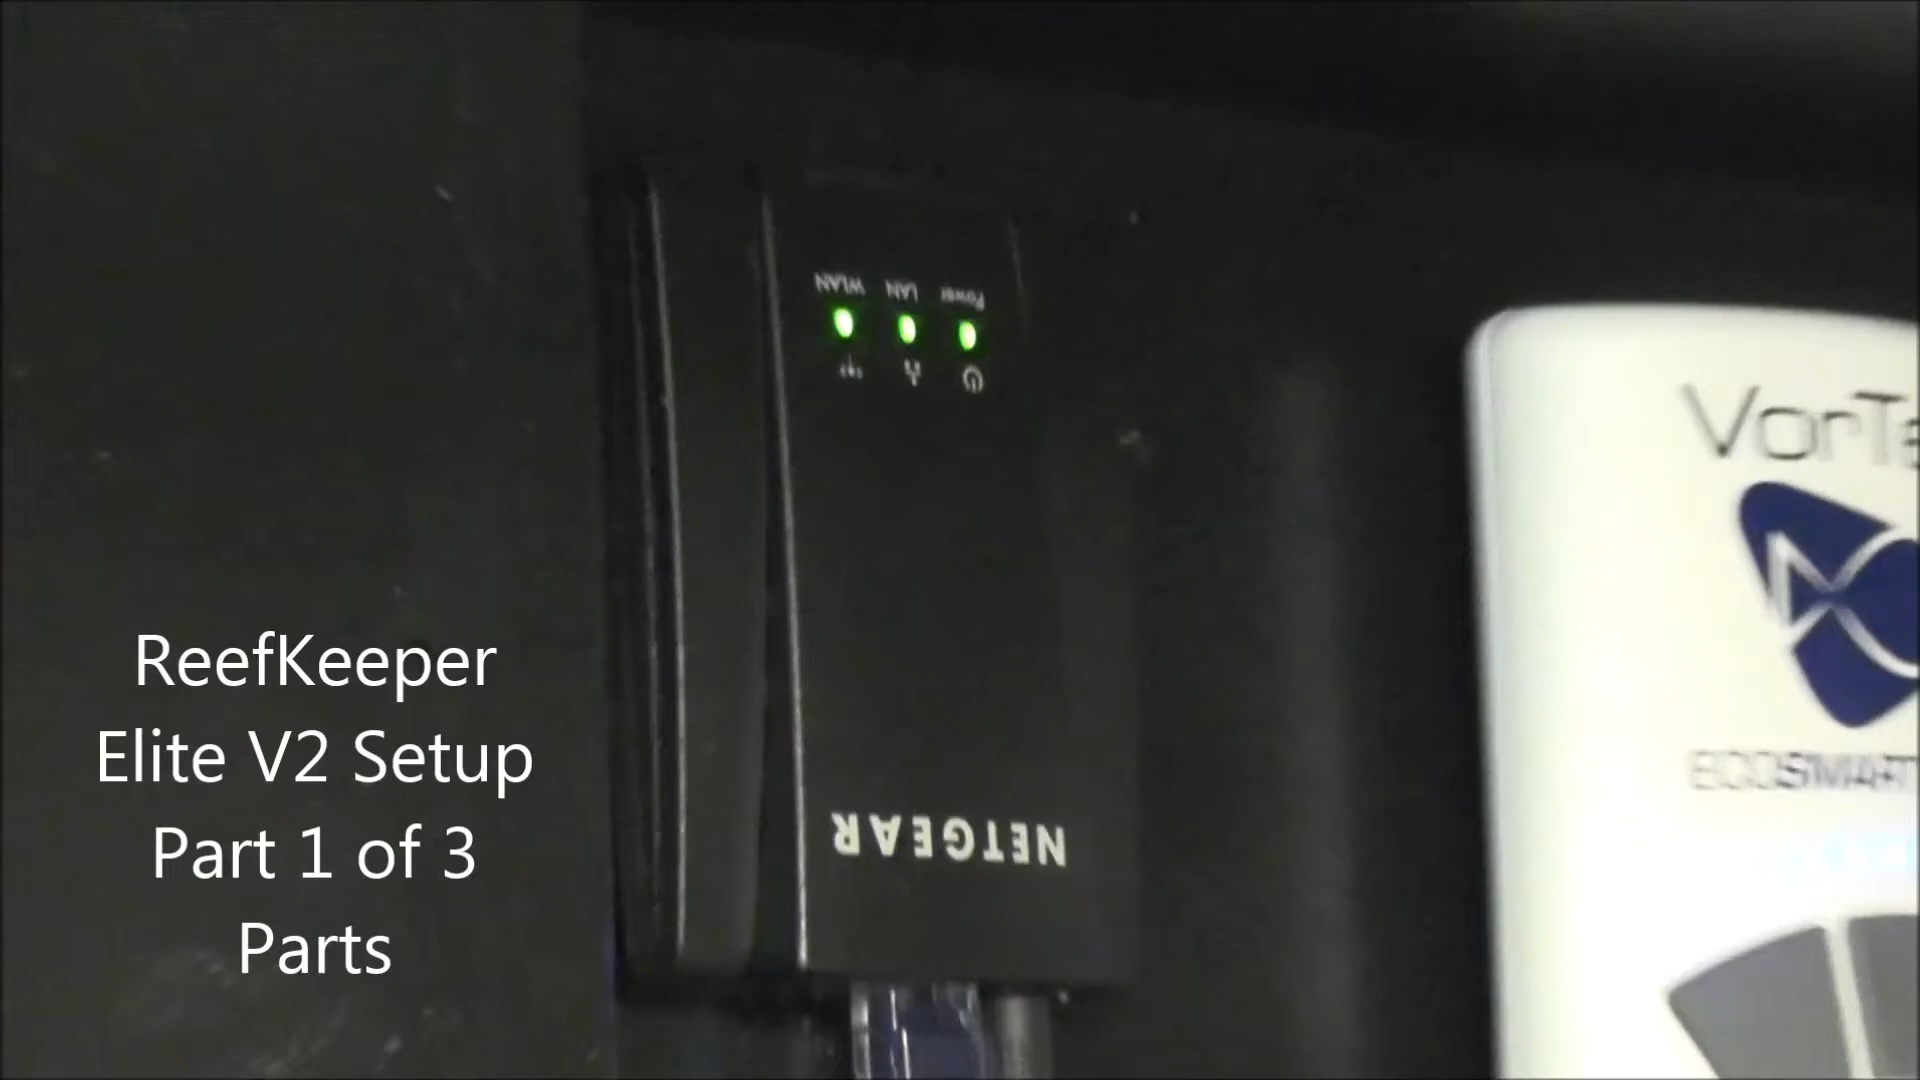 WLAN LAN Power
NETGEAR
ReefKeeper
Elite V2 Setup
Part 1 of 3
Parts
VorTe
ECOSMART